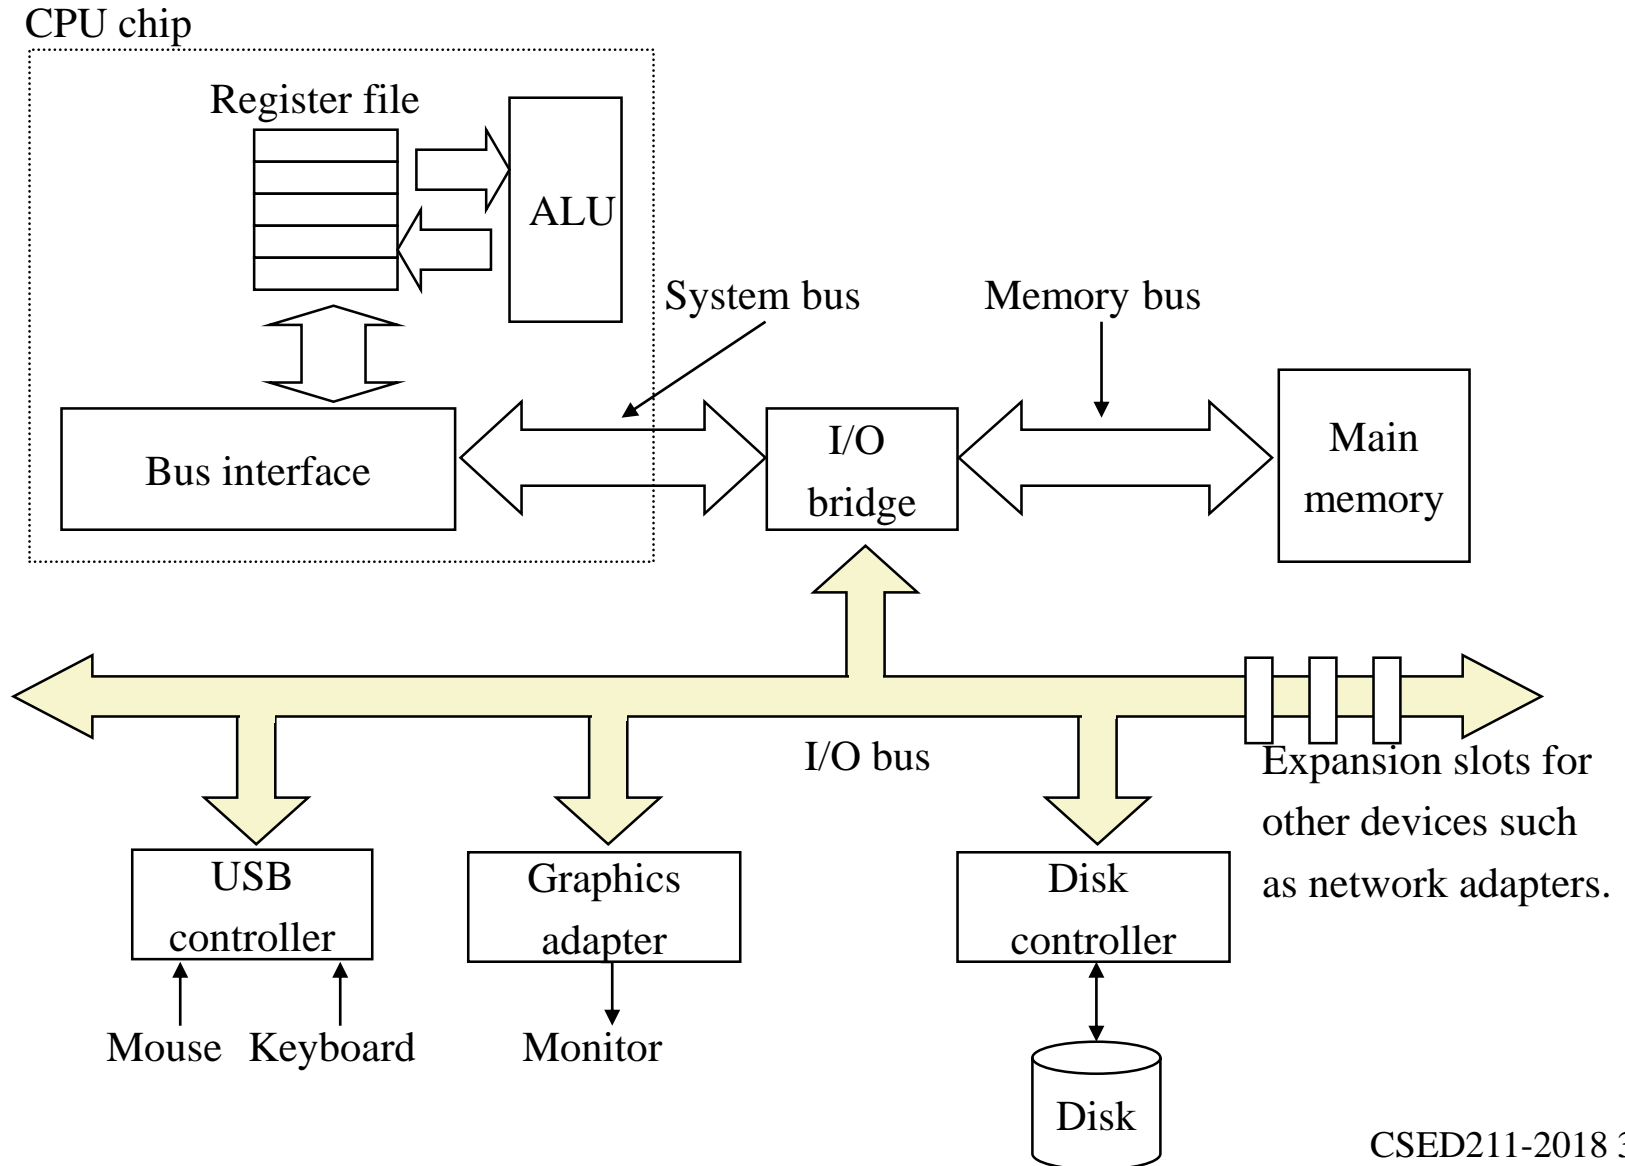 CPU chip
Register file
ALU
System bus
Memory bus
Bus interface
I/O
bridge
Main
memory
I/O bus
Expansion slots for
other devices such
as network adapters.
USB
controller
Graphics
adapter
Disk
controller
Mouse
Keyboard
Monitor
Disk
CSED211-2018 3